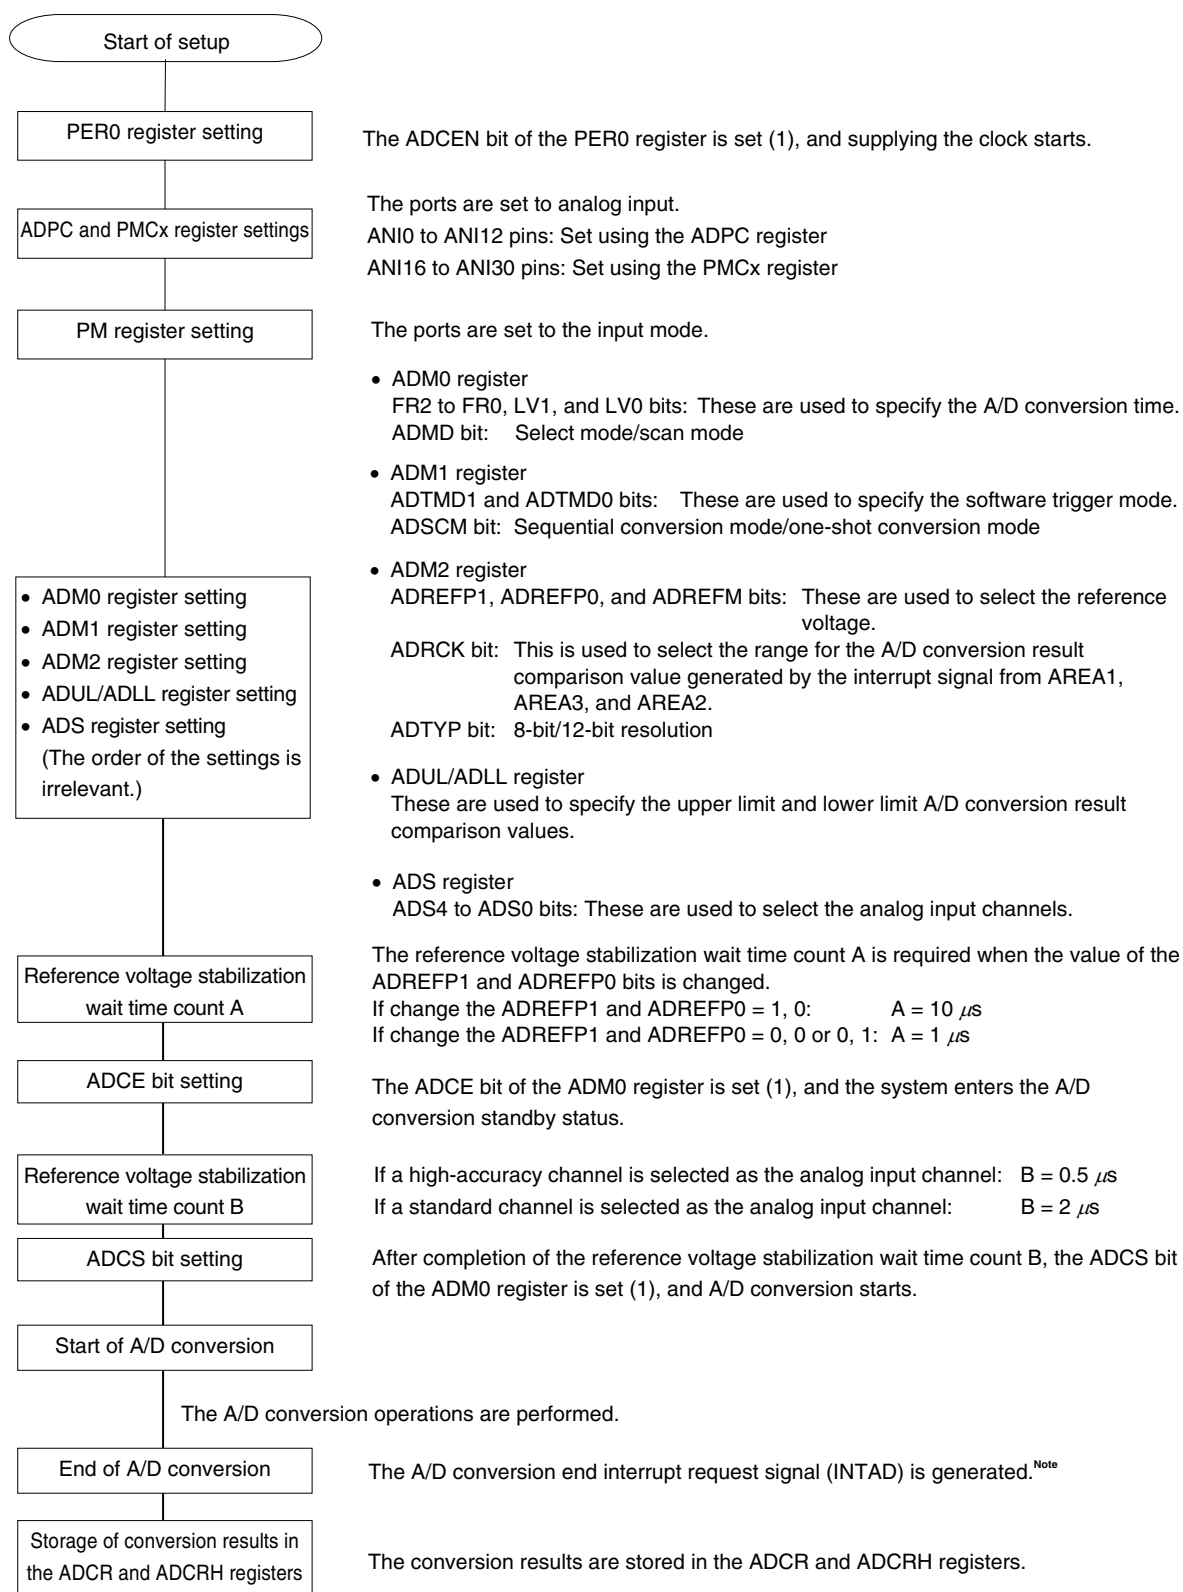 Start of setup
PER0 register setting
The ADCEN bit of the PER0 register is set (1), and supplying the clock starts.
ADPC and PMCx register settings
The ports are set to analog input.
ANI0 to ANI12 pins: Set using the ADPC register
ANI16 to ANI30 pins: Set using the PMCx register
PM register setting
The ports are set to the input mode.
• ADM0 register setting
• ADM1 register setting
• ADM2 register setting
• ADUL/ADLL register setting
• ADS register setting
(The order of the settings is
irrelevant.)
• ADM0 register
FR2 to FR0, LV1, and LV0 bits: These are used to specify the A/D conversion time.
ADMD bit: Select mode/scan mode
• ADM1 register
ADTMD1 and ADTMD0 bits: These are used to specify the software trigger mode.
ADSCM bit: Sequential conversion mode/one-shot conversion mode
• ADM2 register
ADREFP1, ADREFP0, and ADREFM bits: These are used to select the reference
voltage.
ADRCK bit: This is used to select the range for the A/D conversion result
comparison value generated by the interrupt signal from AREA1,
AREA3, and AREA2.
ADTYP bit: 8-bit/12-bit resolution
• ADUL/ADLL register
These are used to specify the upper limit and lower limit A/D conversion result
comparison values.
• ADS register
ADS4 to ADS0 bits: These are used to select the analog input channels.
Reference voltage stabilization
wait time count A
The reference voltage stabilization wait time count A is required when the value of the
ADREFP1 and ADREFP0 bits is changed.
If change the ADREFP1 and ADREFP0 = 1, 0: A = 10 μs
If change the ADREFP1 and ADREFP0 = 0, 0 or 0, 1: A = 1 μs
ADCE bit setting
The ADCE bit of the ADM0 register is set (1), and the system enters the A/D
conversion standby status.
Reference voltage stabilization
wait time count B
If a high-accuracy channel is selected as the analog input channel: B = 0.5 μs
If a standard channel is selected as the analog input channel: B = 2 μs
ADCS bit setting
After completion of the reference voltage stabilization wait time count B, the ADCS bit
of the ADM0 register is set (1), and A/D conversion starts.
Start of A/D conversion
The A/D conversion operations are performed.
End of A/D conversion
The A/D conversion end interrupt request signal (INTAD) is generated.Note
Storage of conversion results in
the ADCR and ADCRH registers
The conversion results are stored in the ADCR and ADCRH registers.